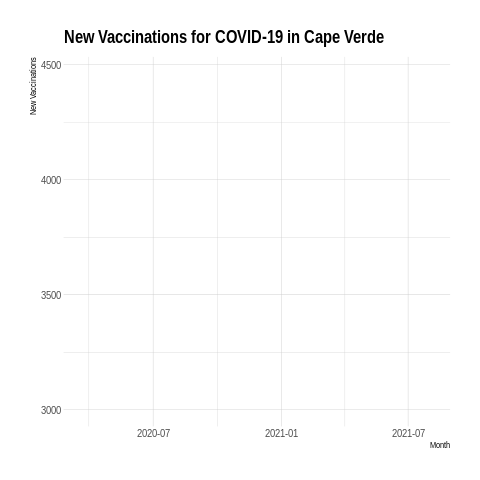 New Vaccinations for COVID-19 in Cape Verde
New Vaccinations
4500
4000
3500
3000
2020-07 2021-01 2021-07
Month